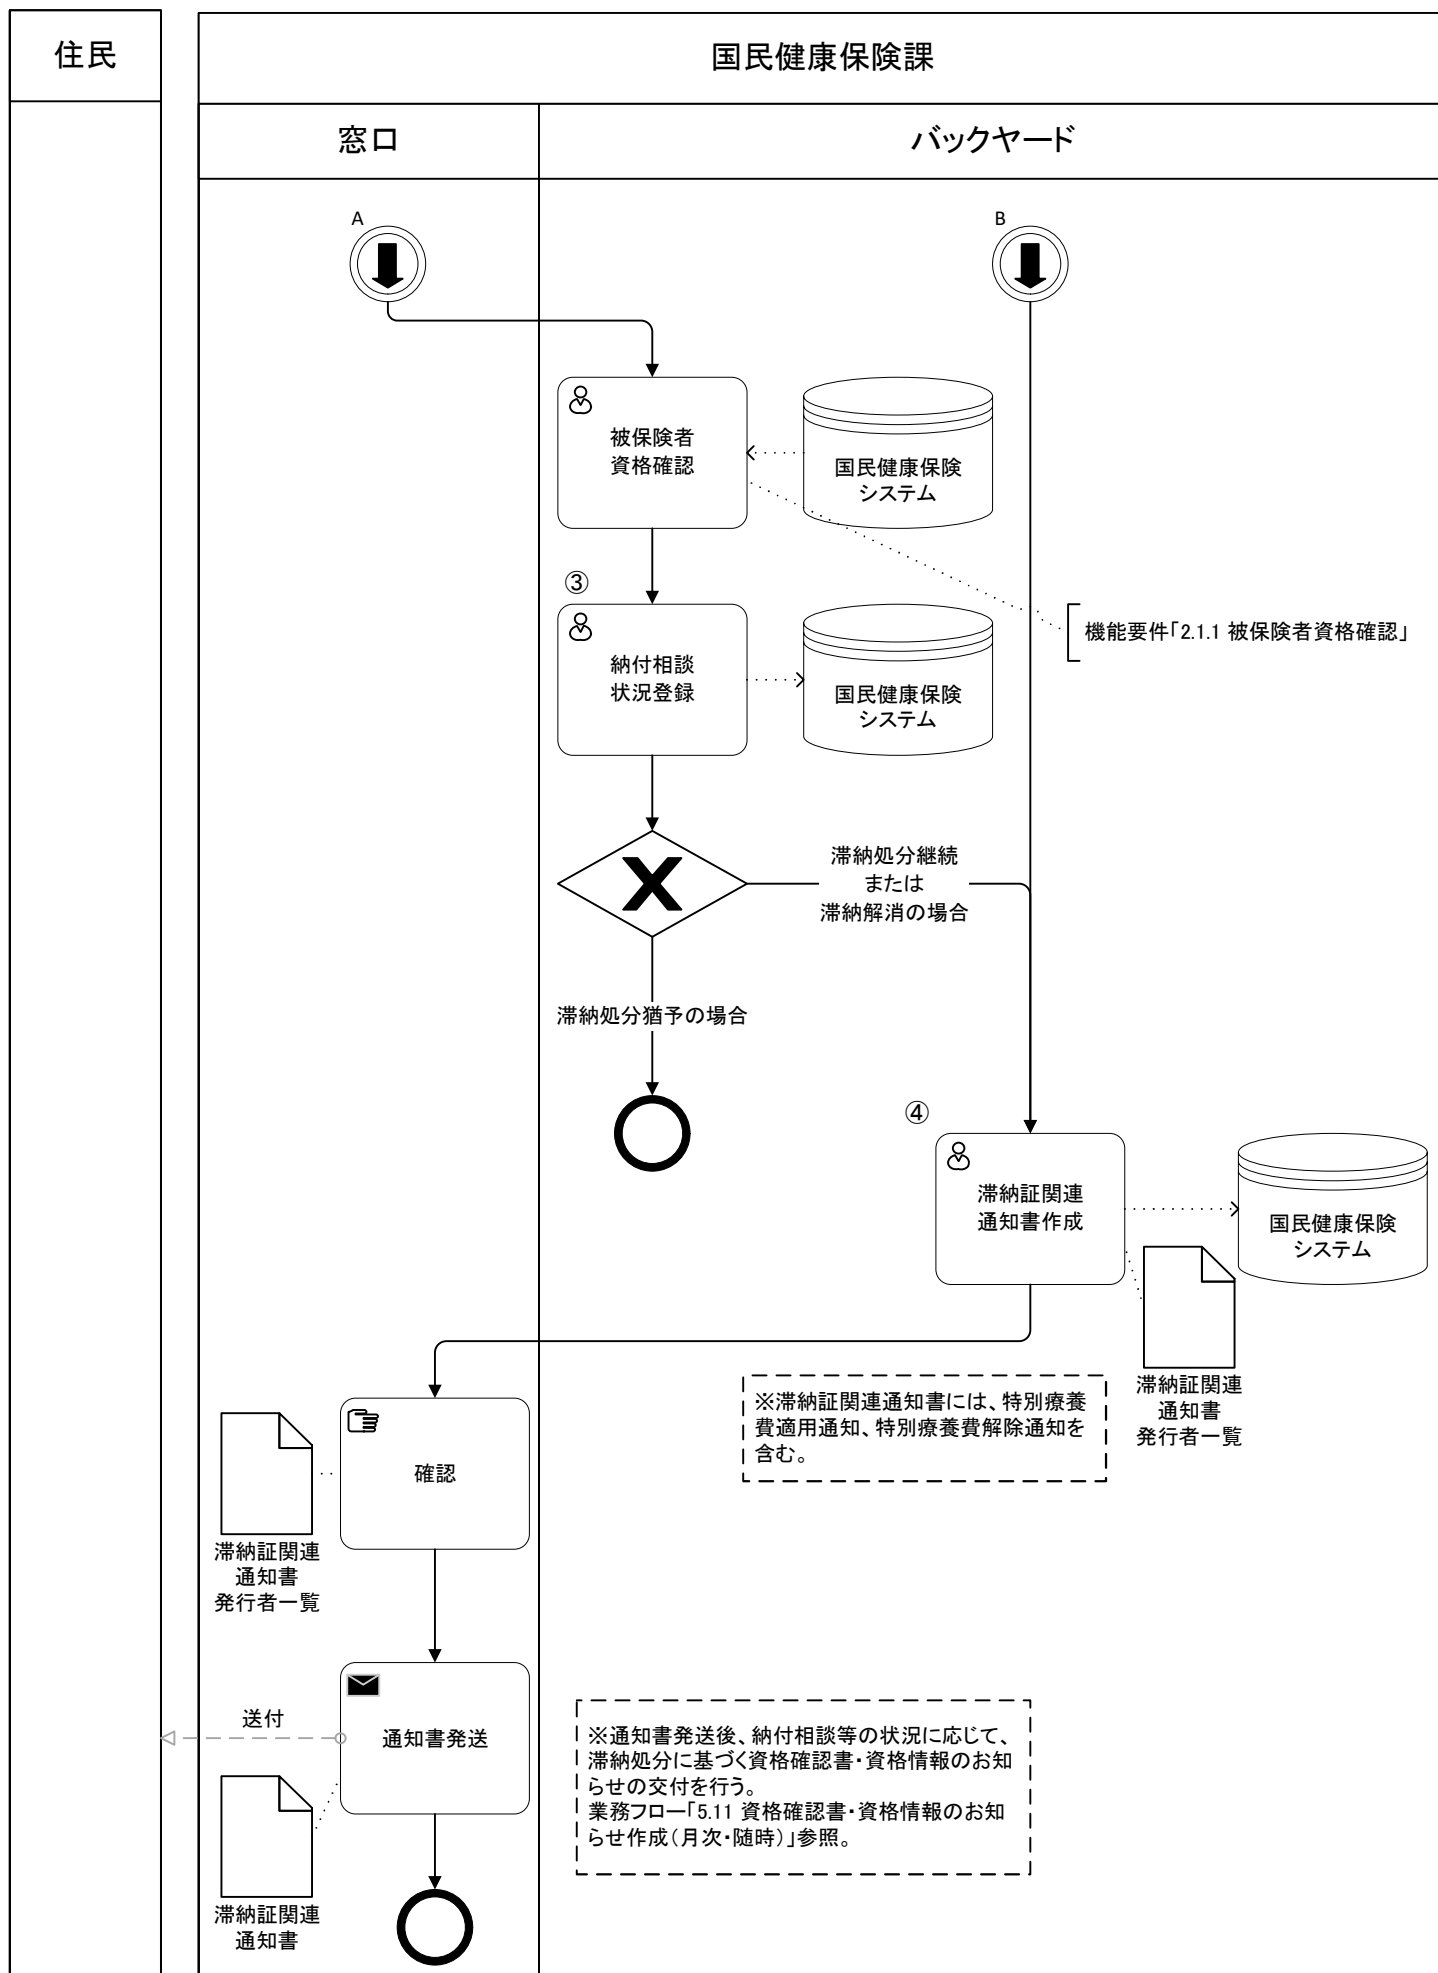 住民
国民健康保険課
窓口
バックヤード
A
B
被保険者
資格確認
国民健康保険
システム
③
機能要件「2.1.1 被保険者資格確認」
納付相談
状況登録
国民健康保険
システム
滞納処分継続
または
滞納解消の場合
滞納処分猶予の場合
④
滞納証関連
通知書作成
国民健康保険
システム
滞納証関連
通知書
発行者一覧
※滞納証関連通知書には、特別療養
費適用通知、特別療養費解除通知を
含む。
確認
滞納証関連
通知書
発行者一覧
送付
通知書発送
※通知書発送後、納付相談等の状況に応じて、
滞納処分に基づく資格確認書・資格情報のお知
らせの交付を行う。
業務フロー「5.11 資格確認書・資格情報のお知
らせ作成（月次・随時）」参照。
滞納証関連
通知書